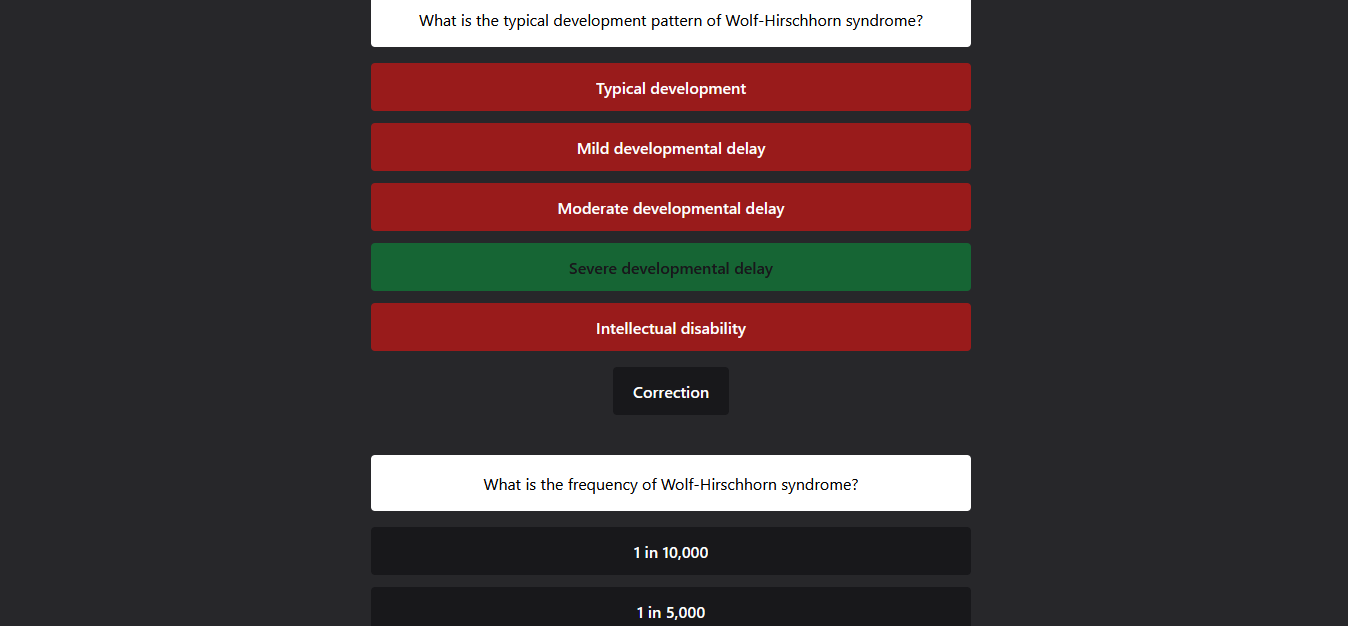 What is the typical development pattern of Wolf-Hirschhorn syndrome?
Typical development
Mild developmental delay
Moderate developmental delay
Severe developmental delay
Intellectual disability
Correction
What is the frequency of Wolf-Hirschhorn syndrome?
1 in 10,000
1 in 5,000